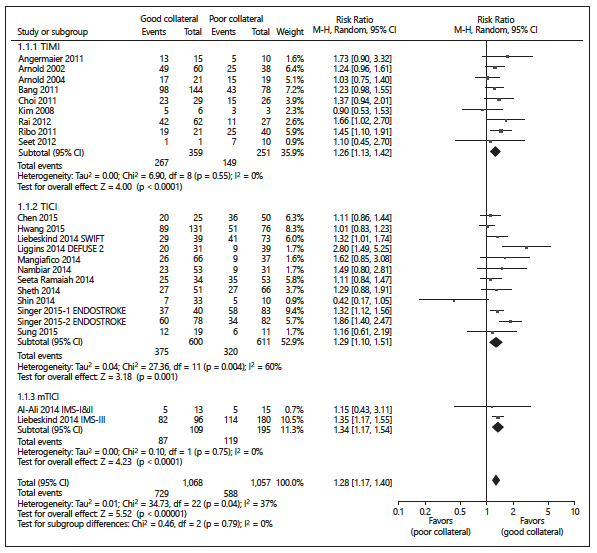 Good collateral Poor collateral Risk Ratio Risk Ratio
Study or subgroup Events Total Events Total Weight M-H, Random, 95% CI M-H, Random, 95% CI
1.1.1 TIMI
Angermaier 2011 13 15 5 10 1.6% 1.73 [0.90, 3.32]
Arnold 2002 49 60 25 38 7.5% 1.24 [0.96, 1.61]
Arnold 2004 17 21 15 19 5.1% 1.03 [0.75, 1.40]
Bang 2011 98 144 43 78 8.9% 1.23 [0.98, 1.55]
Choi 2011 23 29 15 26 3.7% 1.37 [0.94, 2.01]
Kim 2008 5 6 3 3 2.0% 0.90 [0.53, 1.53]
Rai 2012 42 62 11 27 2.7% 1.66 [1.02, 2.70]
Ribo 2011 19 21 25 40 6.5% 1.45 [1.10, 1.91]
Seet 2012 1 1 7 10 1.0% 1.10 [0.45, 2.70]
Subtotal (95% CI) 359 251 35.9% 1.26 [1.13, 1.42]
Total events 267 149
Heterogeneity: Tau² = 0.00; Chi² = 6.90, df = 8 (p = 0.55); I² = 0%
Test for overall effect: Z = 4.00 (p < 0.0001)
1.1.2 TICI
Chen 2015 20 25 36 50 6.6% 1.11 [0.86, 1.44]
Hwang 2015 89 131 51 76 9.4% 1.01 [0.83, 1.23]
Liebeskind 2014 SWIFT 29 39 41 73 6.5% 1.32 [1.01, 1.74]
Liggins 2014 DEFUSE 2 20 31 9 39 1.8% 2.80 [1.49, 5.25]
Mangiafico 2014 26 66 9 37 1.6% 1.62 [0.85, 3.08]
Nambiar 2014 23 53 9 31 1.7% 1.49 [0.80, 2.81]
Seeta Ramaiah 2014 25 34 35 53 6.0% 1.11 [0.84, 1.47]
Sheth 2014 27 51 27 66 3.6% 1.29 [0.88, 1.91]
Shin 2014 7 33 5 10 0.8% 0.42 [0.17, 1.05]
Singer 2015-1 ENDOSTROKE 37 40 58 83 11.8% 1.32 [1.12, 1.56]
Singer 2015-2 ENDOSTROKE 60 78 34 82 6.2% 1.86 [1.40, 2.47]
Sung 2015 12 19 6 11 1.6% 1.16 [0.61, 2.19]
Subtotal (95% CI) 600 611 52.9% 1.29 [1.10, 1.51]
Total events 375 320
Heterogeneity: Tau² = 0.04; Chi² = 27.36, df = 11 (p = 0.004); I² = 60%
Test for overall effect: Z = 3.18 (p = 0.001)
1.1.3 mTICI
Al-Ali 2014 IMS-I&II 5 13 5 15 0.7% 1.15 [0.43, 3.11]
Liebeskind 2014 IMS-III 82 96 114 180 10.6% 1.35 [1.17, 1.55]
Subtotal (95% CI) 109 195 11.3% 1.34 [1.17, 1.54]
Total events 87 119
Heterogeneity: Tau² = 0.00; Chi² = 0.10, df = 1 (p = 0.75); I² = 0%
Test for overall effect: Z = 4.23 (p < 0.0001)
Total (95% CI) 1,068 1,057 100.0% 1.28 [1.17, 1.40]
Total events 729 588
Heterogeneity: Tau² = 0.01; Chi² = 34.73, df = 22 (p = 0.04); I² = 37%
Test for overall effect: Z = 5.52 (p < 0.00001)
Test for subgroup differences: Chi² = 0.46, df = 2 (p = 0.79); I² = 0%
0.1 0.2 0.5 1 2 5 10
Favors Favors
(poor collateral) (good collateral)